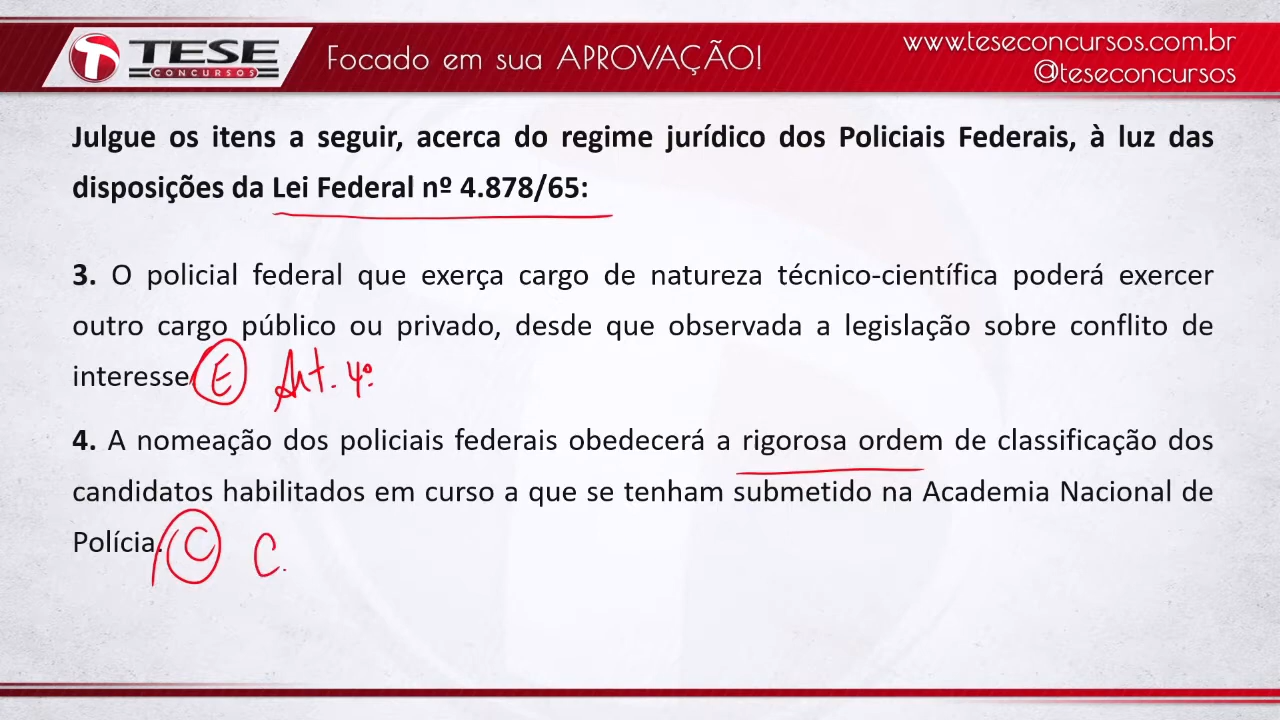 TESE
CONCURSOS
Focado em sua APROVAÇÃO!
www.teseconcursos.com.br
@teseconcursos
Julgue os itens a seguir, acerca do regime jurídico dos Policiais Federais, à luz das
disposições da Lei Federal nº 4.878/65:
3. O policial federal que exerça cargo de natureza técnico-científica poderá exercer
outro cargo público ou privado, desde que observada a legislação sobre conflito de
interesse E Art. 4º.
4. A nomeação dos policiais federais obedecerá a rigorosa ordem de classificação dos
candidatos habilitados em curso a que se tenham submetido na Academia Nacional de
Polícia. C C.